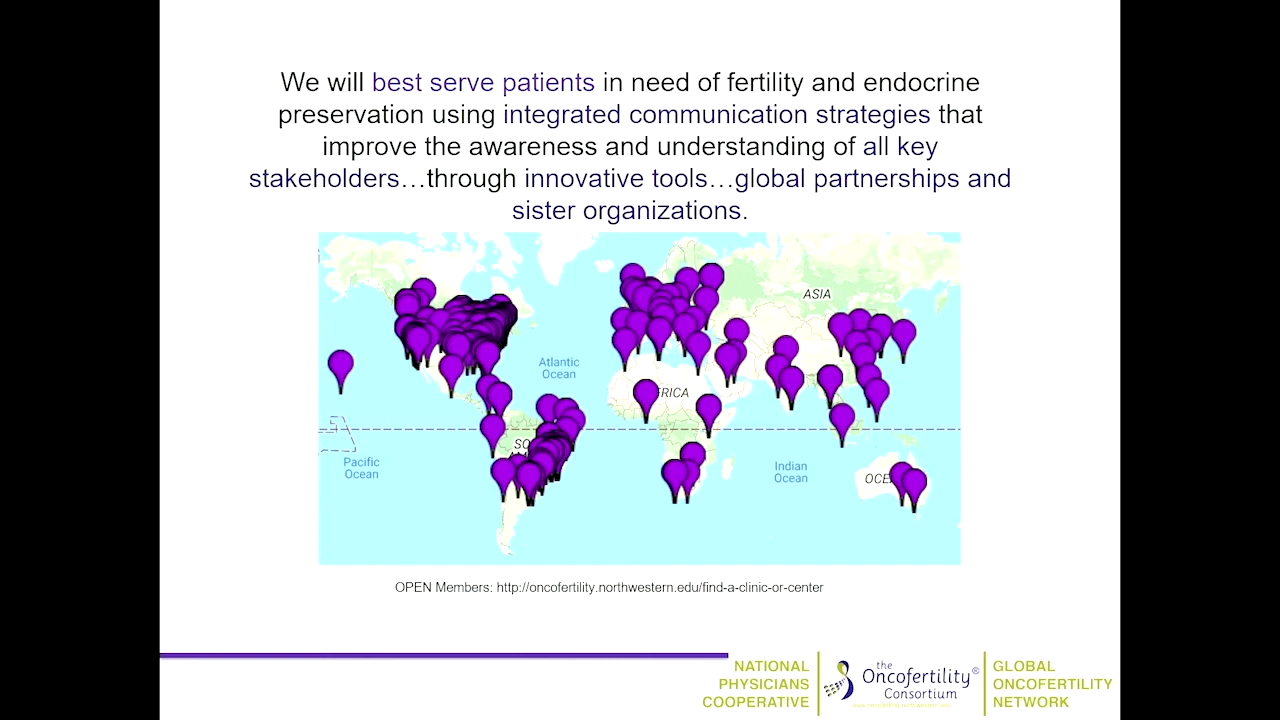 We will best serve patients in need of fertility and endocrine
preservation using integrated communication strategies that
improve the awareness and understanding of all key
stakeholders…through innovative tools…global partnerships and
sister organizations.
ASIA
Atlantic
Ocean
RICA
SO
Pacific
Ocean
Indian
Ocean
OCE
OPEN Members: http://oncofertility.northwestern.edu/find-a-clinic-or-center
NATIONAL
PHYSICIANS
COOPERATIVE
the
Oncofertility®
Consortium
GLOBAL
ONCOFERTILITY
NETWORK